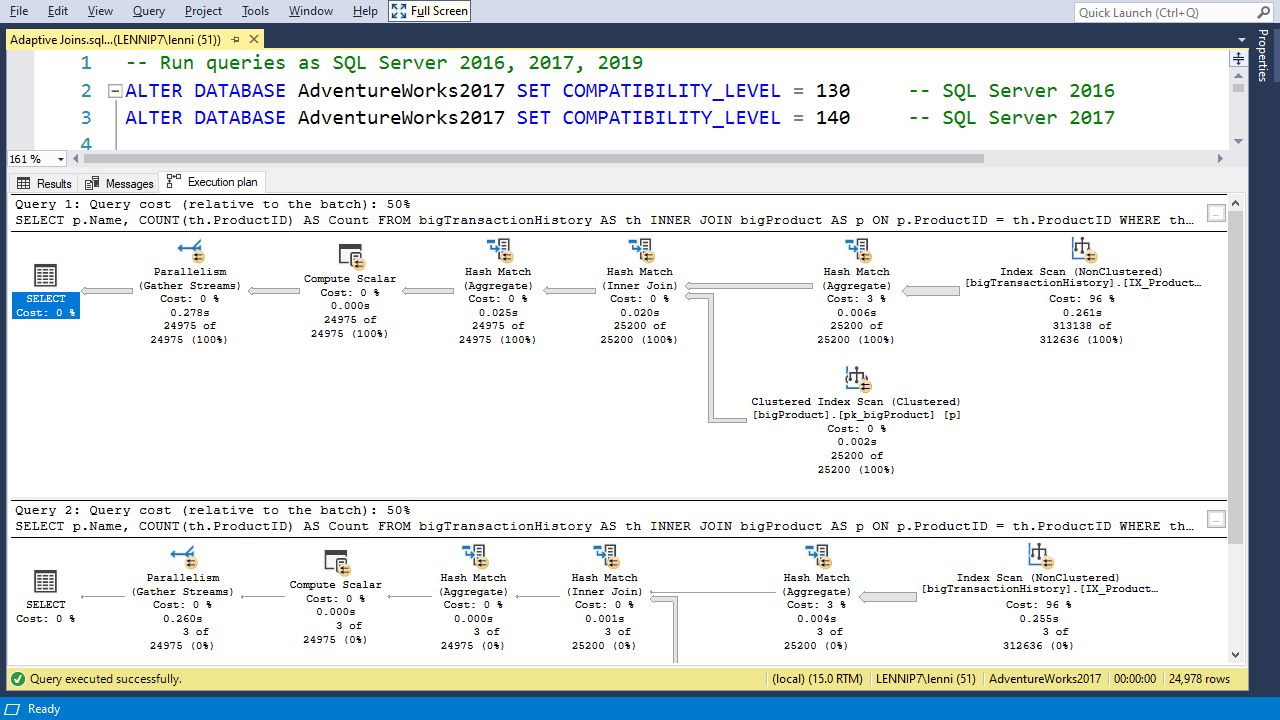 File Edit View Query Project Tools Window Help Full Screen
Quick Launch (Ctrl+Q)
Adaptive Joins.sql...(LENNIP7\lenni (51))
Properties
1 -- Run queries as SQL Server 2016, 2017, 2019
2 ALTER DATABASE AdventureWorks2017 SET COMPATIBILITY_LEVEL = 130 -- SQL Server 2016
3 ALTER DATABASE AdventureWorks2017 SET COMPATIBILITY_LEVEL = 140 -- SQL Server 2017
4
161 %
Results Messages Execution plan
Query 1: Query cost (relative to the batch): 50%
SELECT p.Name, COUNT(th.ProductID) AS Count FROM bigTransactionHistory AS th INNER JOIN bigProduct AS p ON p.ProductID = th.ProductID WHERE th...
...
SELECT
Cost: 0 %
Parallelism
(Gather Streams)
Cost: 0 %
0.278s
24975 of
24975 (100%)
Compute Scalar
Cost: 0 %
0.000s
24975 of
24975 (100%)
Hash Match
(Aggregate)
Cost: 0 %
0.025s
24975 of
24975 (100%)
Hash Match
(Inner Join)
Cost: 0 %
0.020s
25200 of
25200 (100%)
Hash Match
(Aggregate)
Cost: 3 %
0.006s
25200 of
25200 (100%)
Index Scan (NonClustered)
[bigTransactionHistory].[IX_Product...
Cost: 96 %
0.261s
313138 of
312636 (100%)
Clustered Index Scan (Clustered)
[bigProduct].[pk_bigProduct] [p]
Cost: 0 %
0.002s
25200 of
25200 (100%)
Query 2: Query cost (relative to the batch): 50%
SELECT p.Name, COUNT(th.ProductID) AS Count FROM bigTransactionHistory AS th INNER JOIN bigProduct AS p ON p.ProductID = th.ProductID WHERE th...
...
SELECT
Cost: 0 %
Parallelism
(Gather Streams)
Cost: 0 %
0.260s
3 of
24975 (0%)
Compute Scalar
Cost: 0 %
0.000s
3 of
24975 (0%)
Hash Match
(Aggregate)
Cost: 0 %
0.000s
3 of
24975 (0%)
Hash Match
(Inner Join)
Cost: 0 %
0.001s
3 of
25200 (0%)
Hash Match
(Aggregate)
Cost: 3 %
0.004s
3 of
25200 (0%)
Index Scan (NonClustered)
[bigTransactionHistory].[IX_Product...
Cost: 96 %
0.255s
3 of
312636 (0%)
Query executed successfully.
(local) (15.0 RTM) LENNIP7\lenni (51) AdventureWorks2017 00:00:00 24,978 rows
Ready